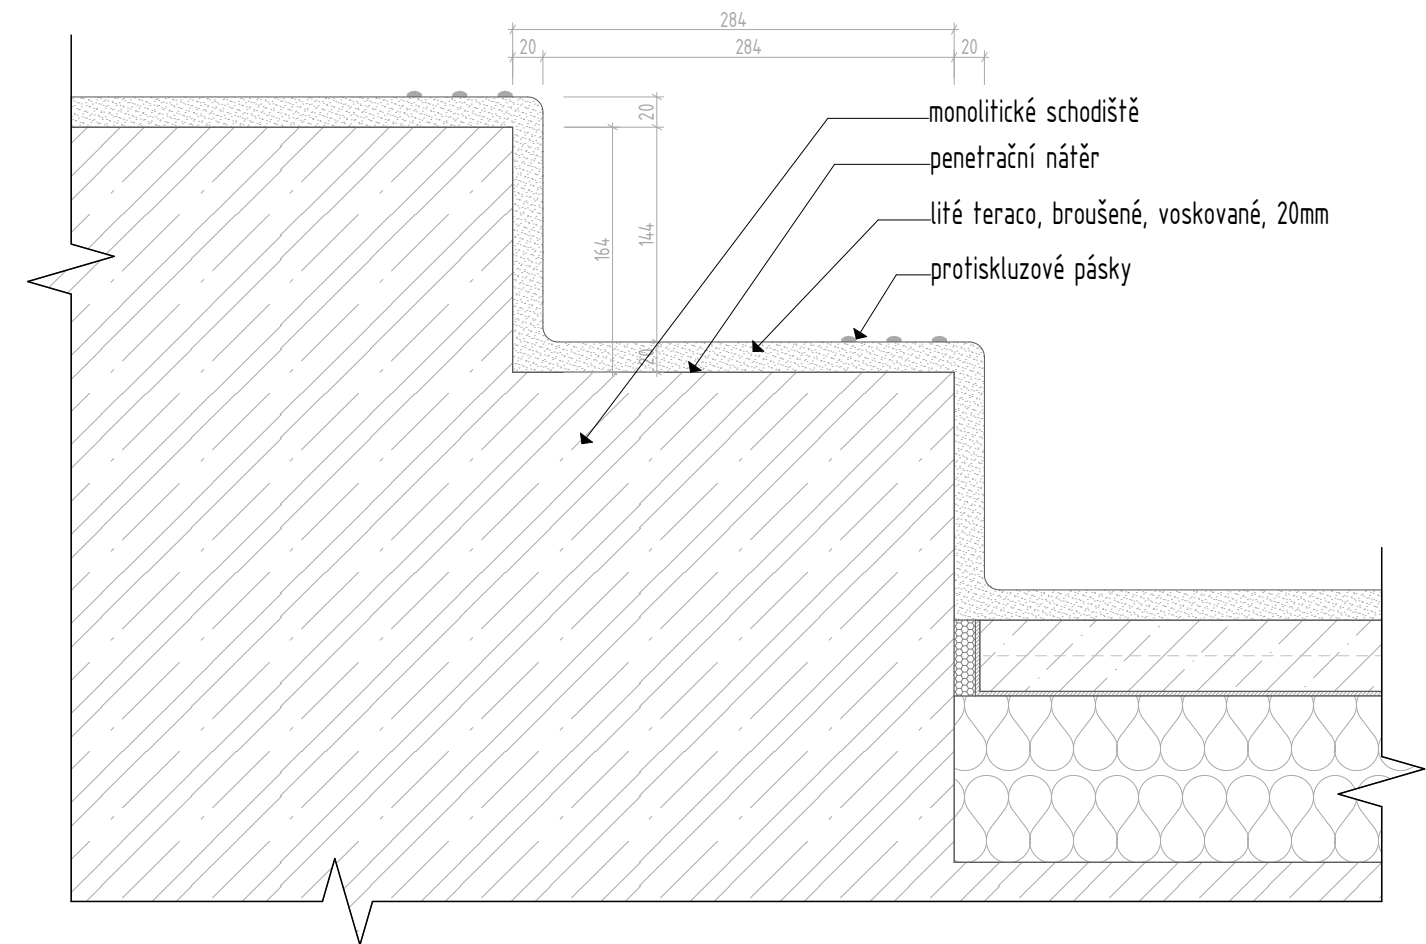 284
20 284 20
monolitické schodiště
20
penetrační nátěr
lité teraco, broušené, voskované, 20mm
164
144
protiskluzové pásky
20